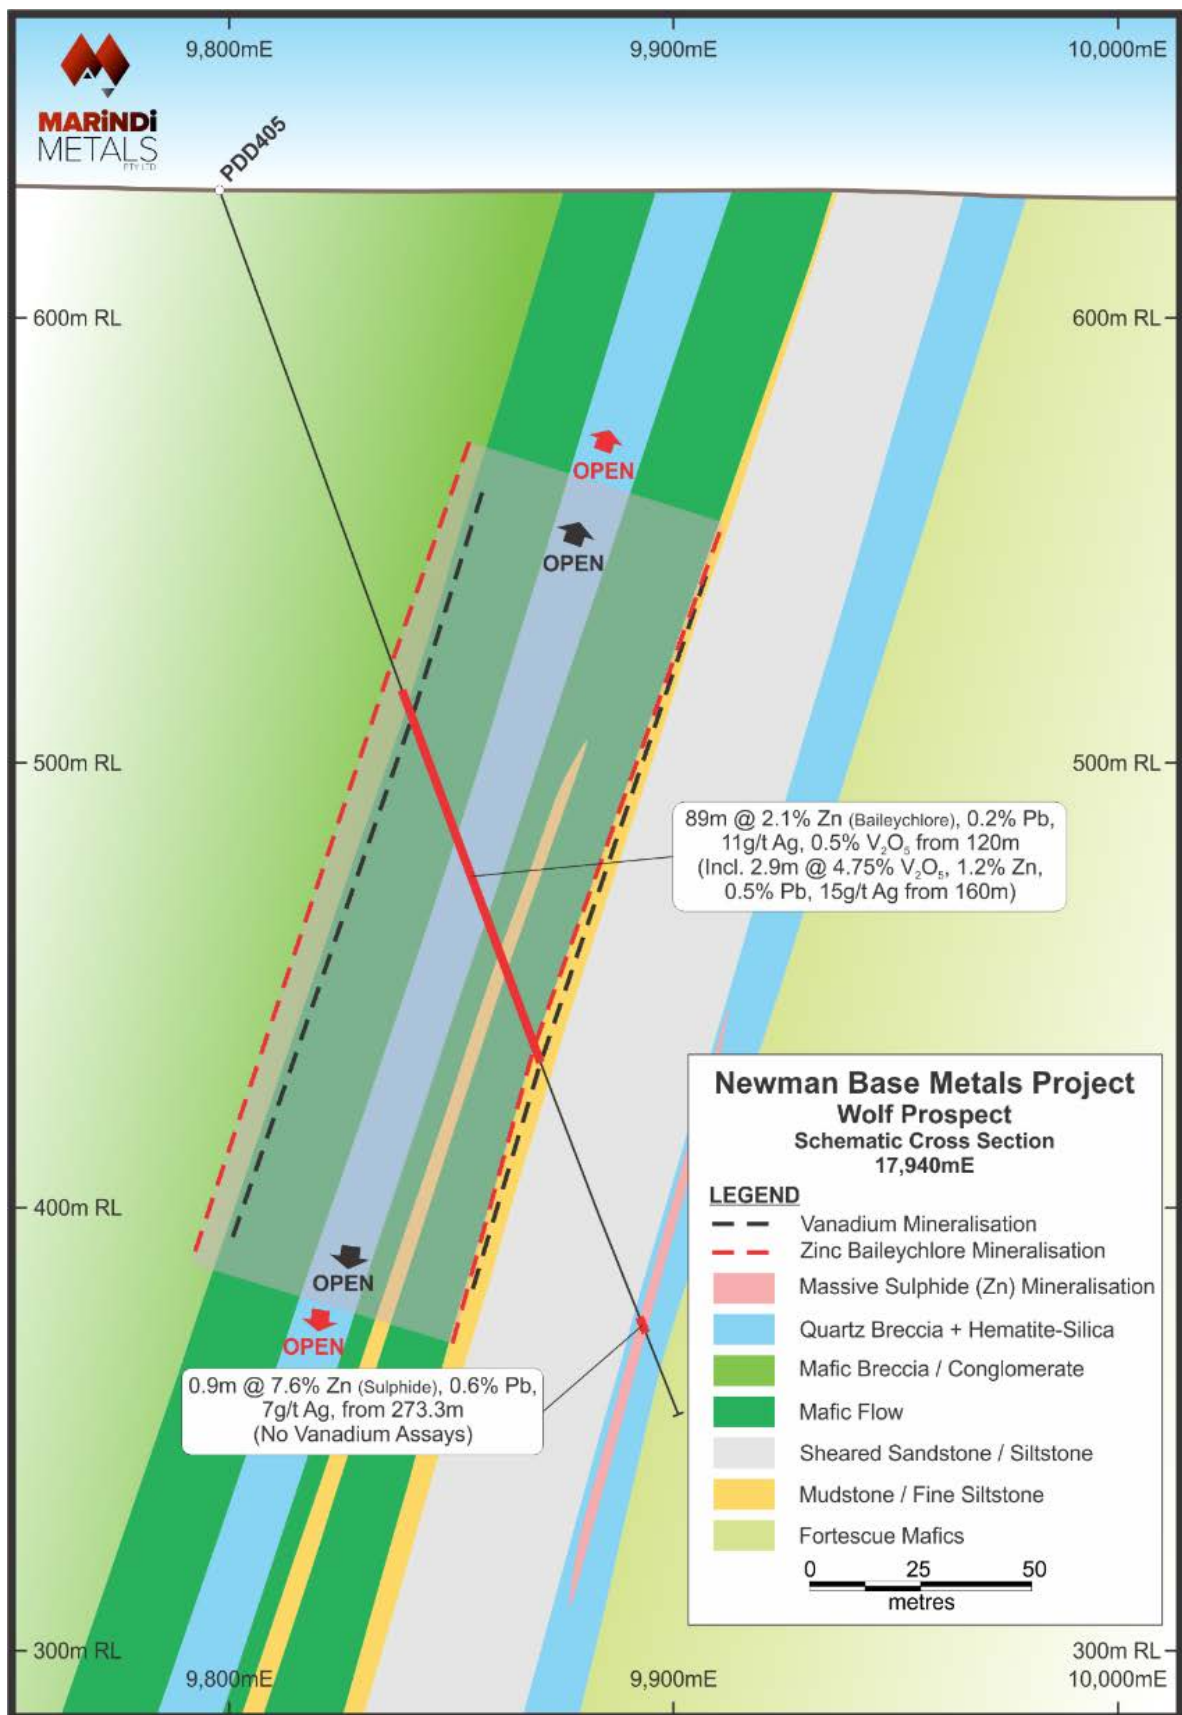 9,800mE
9,900mE
10,000mE
MARiNDi
METALS
PTY LTD
PDD405
600m RL
600m RL
OPEN
OPEN
500m RL
500m RL
89m @ 2.1% Zn (Baileychlore), 0.2% Pb,
11g/t Ag, 0.5% V₂O₅ from 120m
(Incl. 2.9m @ 4.75% V₂O₅, 1.2% Zn,
0.5% Pb, 15g/t Ag from 160m)
400m RL
OPEN
OPEN
0.9m @ 7.6% Zn (Sulphide), 0.6% Pb,
7g/t Ag, from 273.3m
(No Vanadium Assays)
Newman Base Metals Project
Wolf Prospect
Schematic Cross Section
17,940mE
LEGEND
Vanadium Mineralisation
Zinc Baileychlore Mineralisation
Massive Sulphide (Zn) Mineralisation
Quartz Breccia + Hematite-Silica
Mafic Breccia / Conglomerate
Mafic Flow
Sheared Sandstone / Siltstone
Mudstone / Fine Siltstone
Fortescue Mafics
0 25 50
metres
300m RL
300m RL
9,800mE
9,900mE
10,000mE